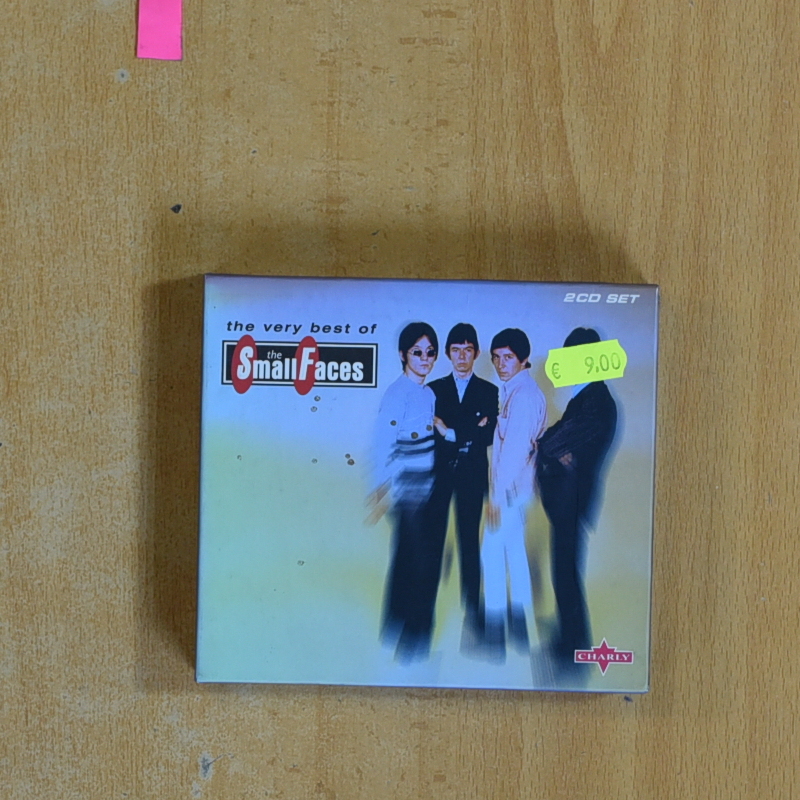 2CD SET
the very best of
the
Small Faces
€ 9,00
CHARLY